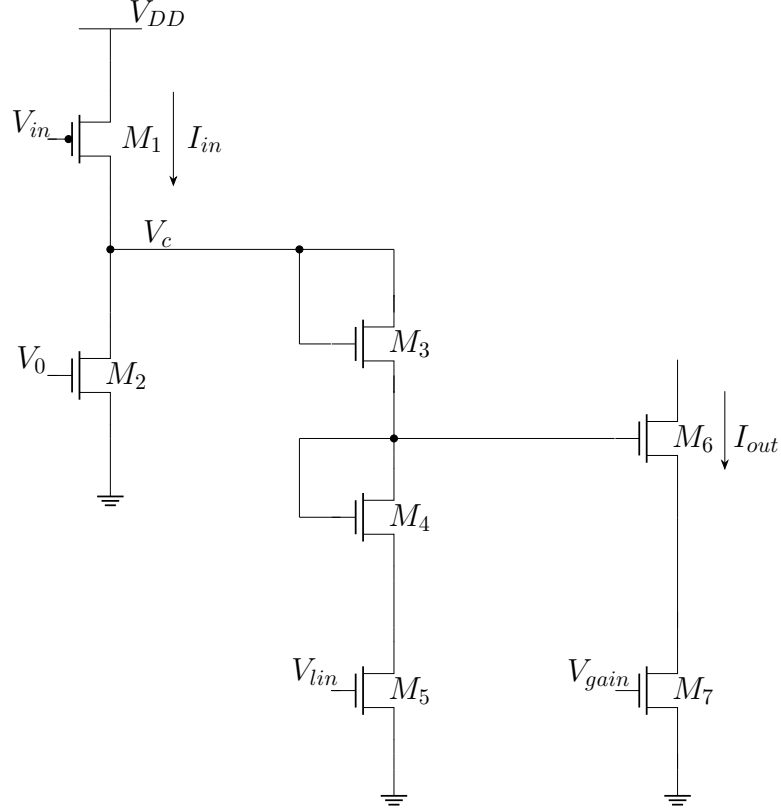 V_{DD}
V_{in}
M_1
I_{in}
V_c
M_3
V_0
M_2
M_6
I_{out}
M_4
V_{lin}
M_5
V_{gain}
M_7